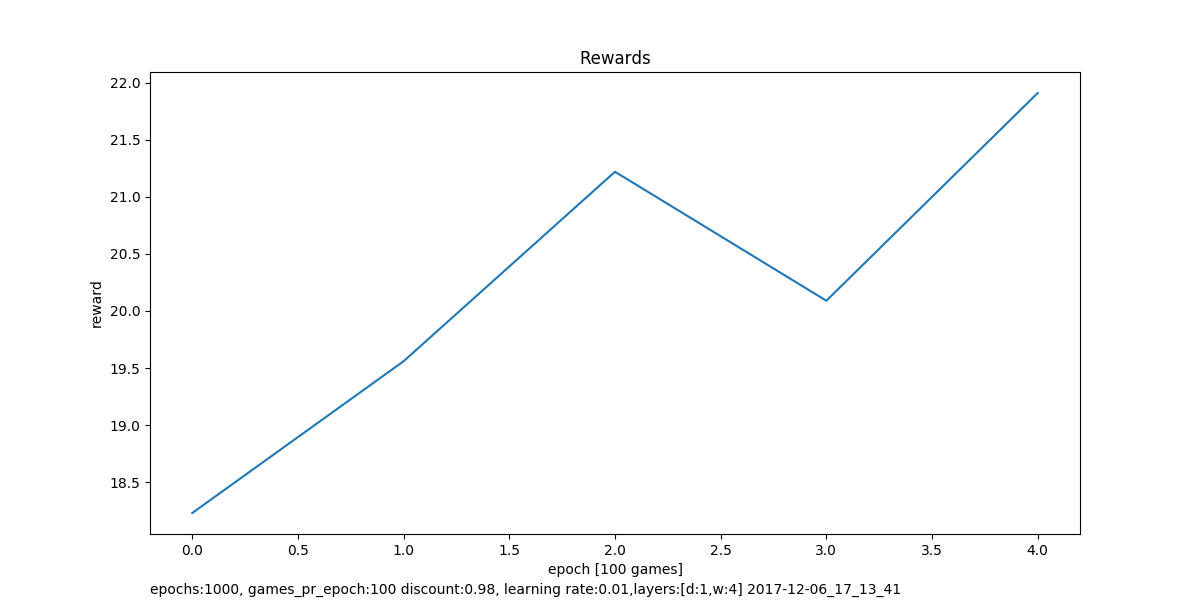 Rewards
22.0
21.5
21.0
20.5
20.0
19.5
19.0
18.5
reward
0.0 0.5 1.0 1.5 2.0 2.5 3.0 3.5 4.0
epoch [100 games]
epochs:1000, games_pr_epoch:100 discount:0.98, learning rate:0.01,layers:[d:1,w:4] 2017-12-06_17_13_41